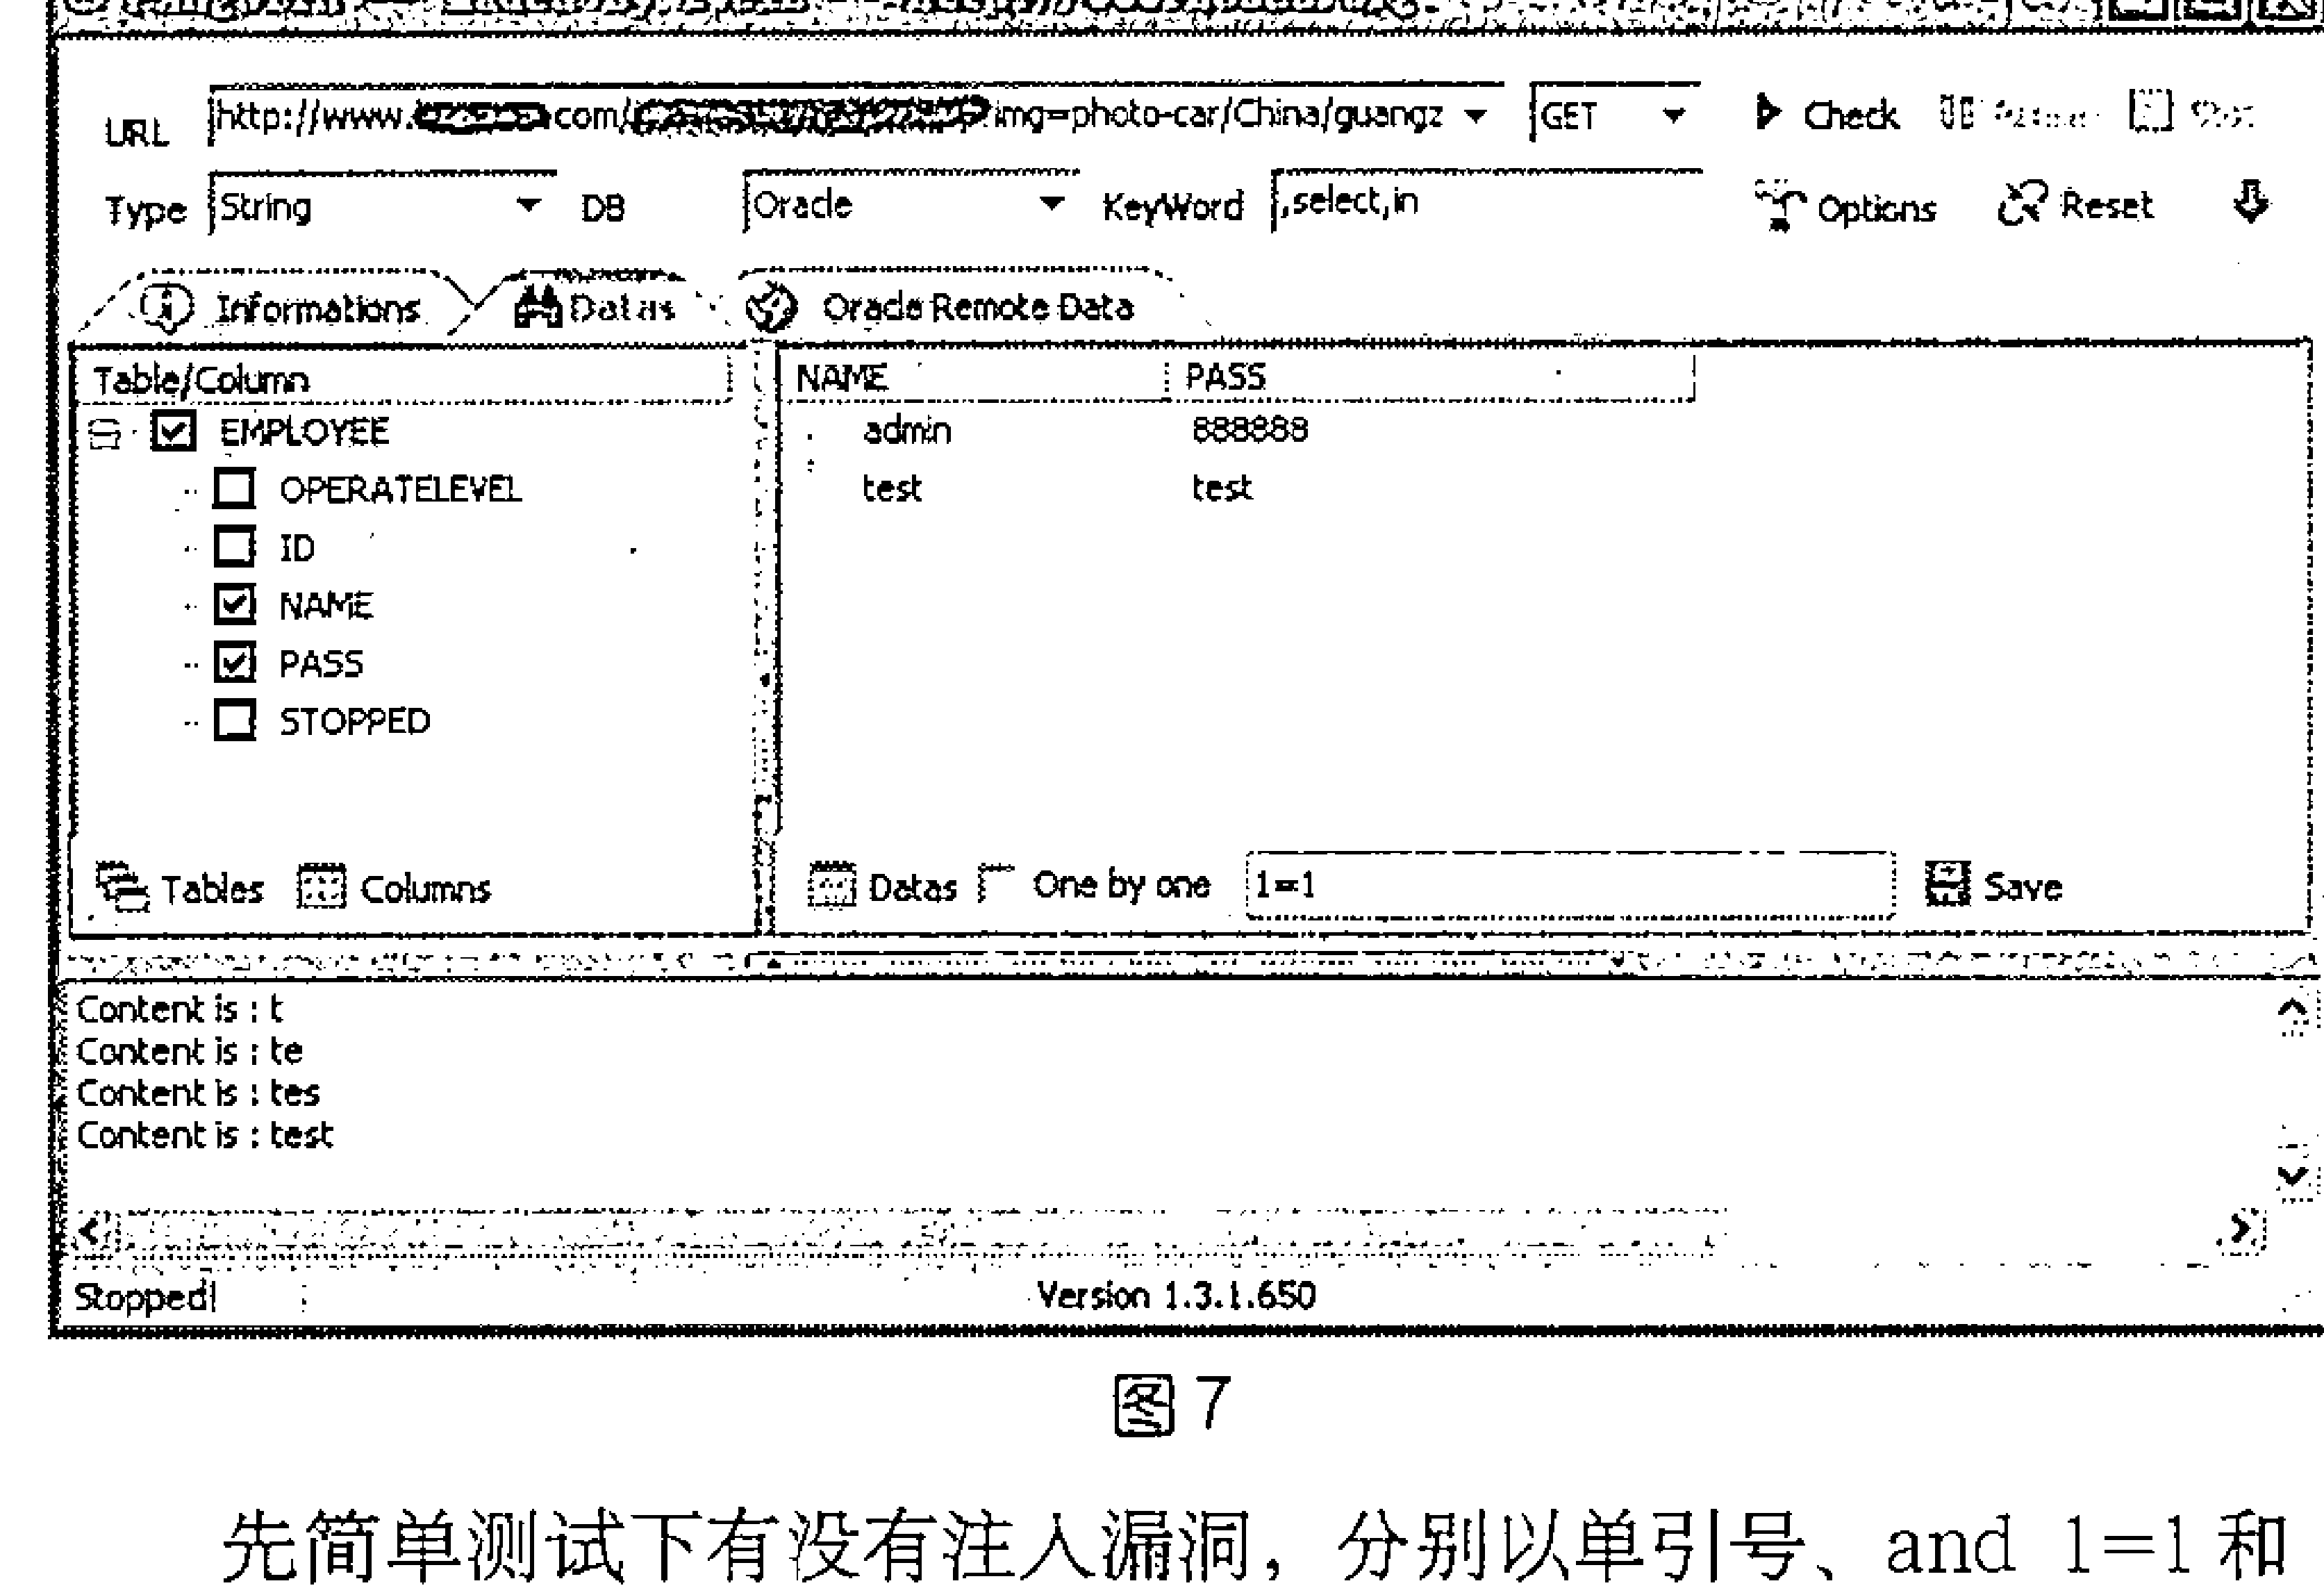 URL http://www. com/ img=photo-car/China/guangz GET Check
Type String DB Oracle KeyWord ,select,in Options Reset
Informations Datas Oracle Remote Data
Table/Column NAME PASS
EMPLOYEE admin 888888
OPERATELEVEL test test
ID
NAME
PASS
STOPPED
Tables Columns Datas One by one 1=1 Save
Content is : t
Content is : te
Content is : tes
Content is : test
Stopped! Version 1.3.1.650
图 7
先简单测试下有没有注入漏洞，分别以单引号、and 1=1 和